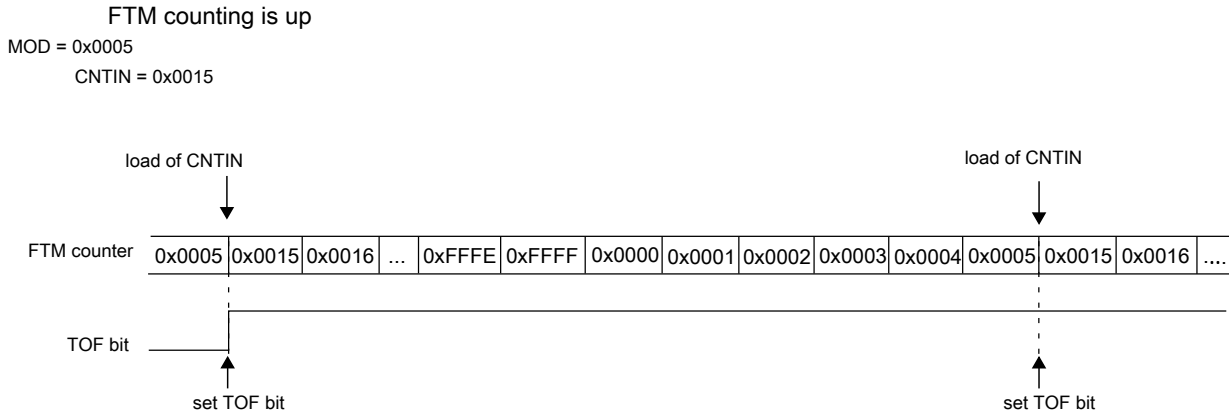 FTM counting is up
MOD = 0x0005
CNTIN = 0x0015
load of CNTIN load of CNTIN
FTM counter 0x0005 0x0015 0x0016 ... 0xFFFE 0xFFFF 0x0000 0x0001 0x0002 0x0003 0x0004 0x0005 0x0015 0x0016 ....
TOF bit
set TOF bit set TOF bit